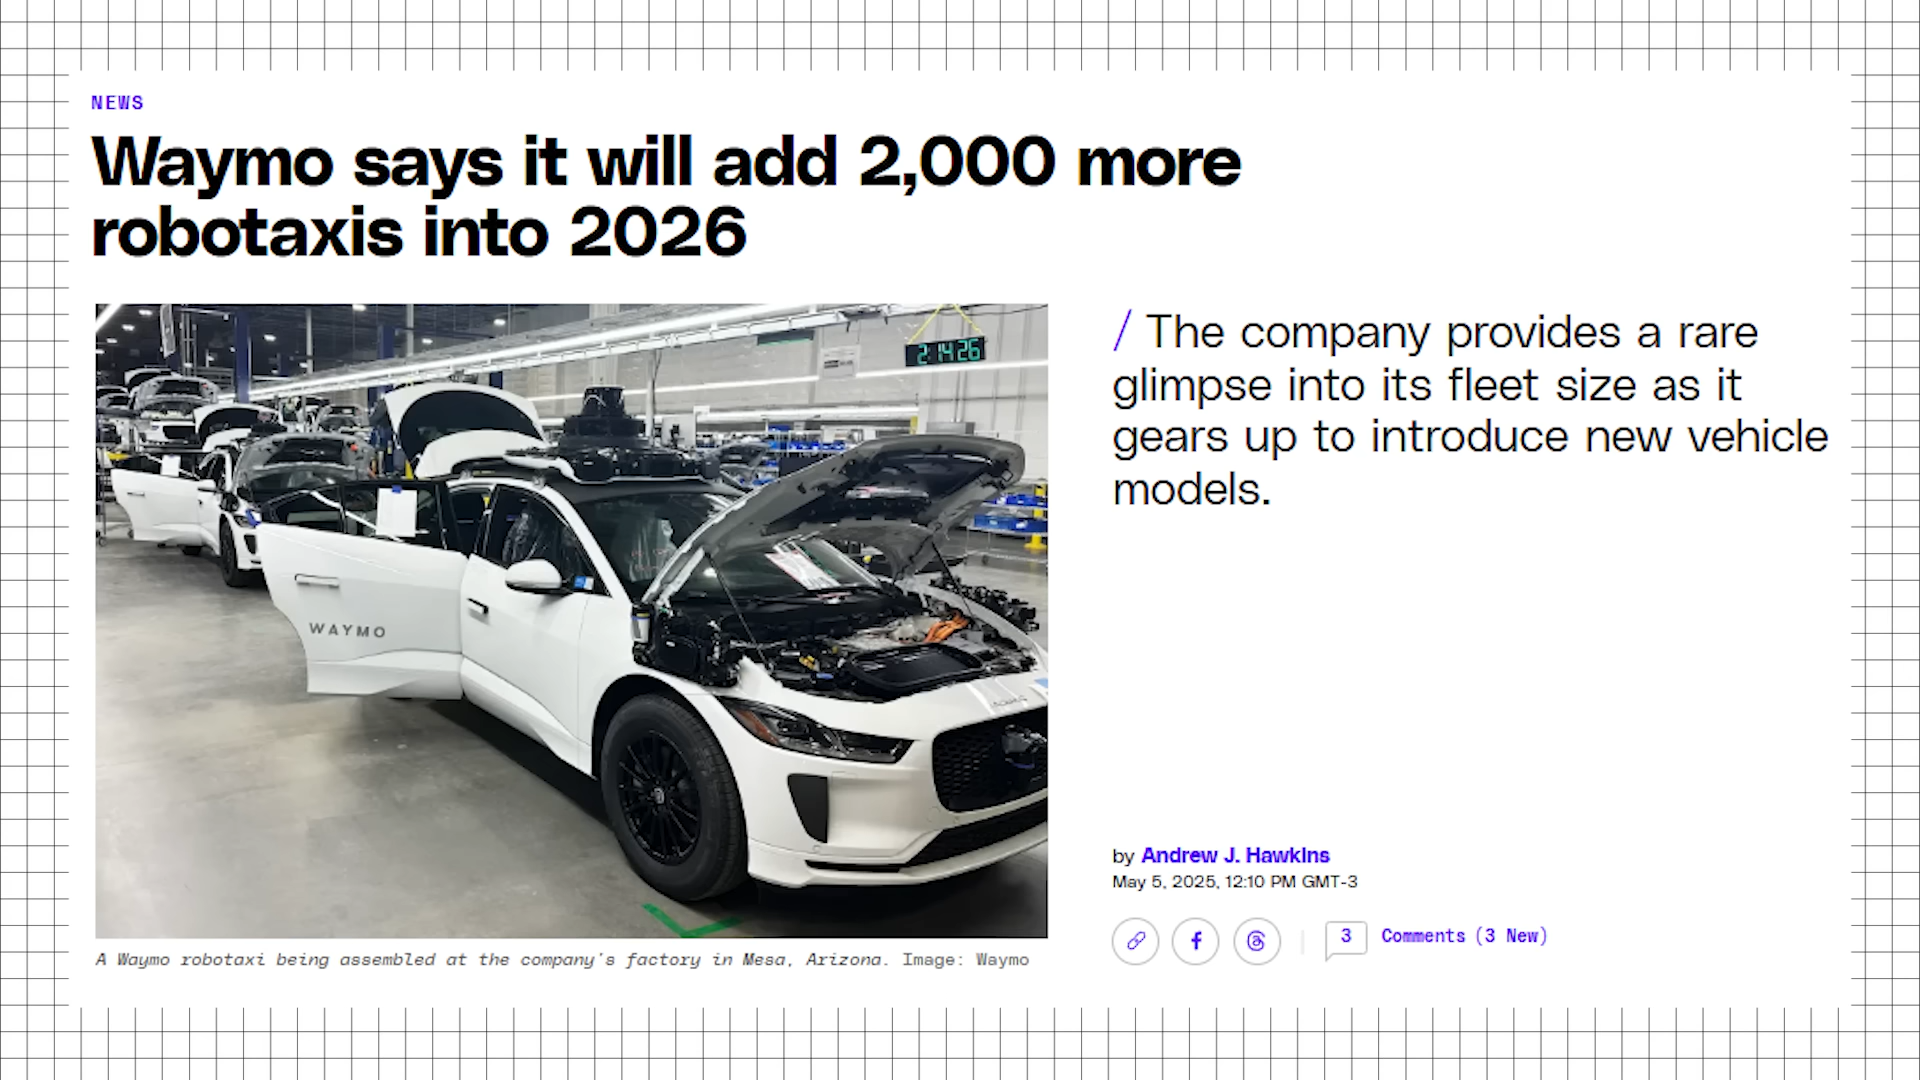 NEWS
Waymo says it will add 2,000 more
robotaxis into 2026
2:14:26
WAYMO
/ The company provides a rare
glimpse into its fleet size as it
gears up to introduce new vehicle
models.
by Andrew J. Hawkins
May 5, 2025, 12:10 PM GMT-3
3 Comments (3 New)
A Waymo robotaxi being assembled at the company's factory in Mesa, Arizona. Image: Waymo